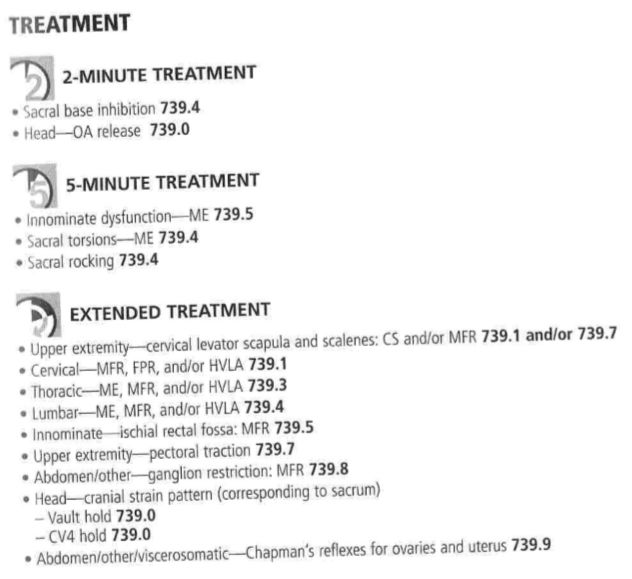 TREATMENT
2 2-MINUTE TREATMENT
• Sacral base inhibition 739.4
• Head—OA release 739.0
5 5-MINUTE TREATMENT
• Innominate dysfunction—ME 739.5
• Sacral torsions—ME 739.4
• Sacral rocking 739.4
EXTENDED TREATMENT
• Upper extremity—cervical levator scapula and scalenes: CS and/or MFR 739.1 and/or 739.7
• Cervical—MFR, FPR, and/or HVLA 739.1
• Thoracic—ME, MFR, and/or HVLA 739.3
• Lumbar—ME, MFR, and/or HVLA 739.4
• Innominate—ischial rectal fossa: MFR 739.5
• Upper extremity—pectoral traction 739.7
• Abdomen/other—ganglion restriction: MFR 739.8
• Head—cranial strain pattern (corresponding to sacrum)
– Vault hold 739.0
– CV4 hold 739.0
• Abdomen/other/viscerosomatic—Chapman's reflexes for ovaries and uterus 739.9